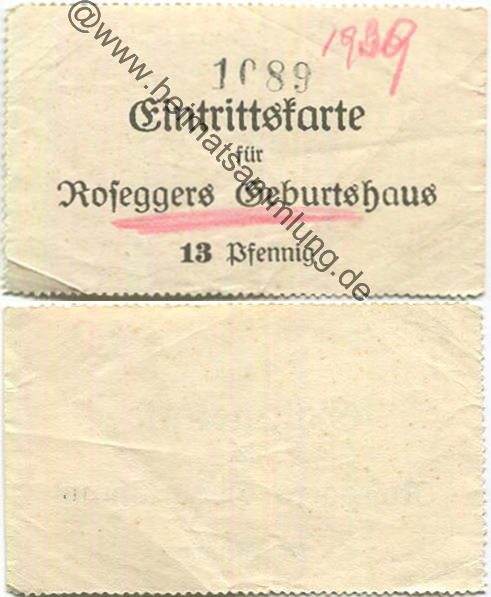 1939
1089
Eintrittskarte
für
Roseggers Geburtshaus
13 Pfennig
@www.heimatsammlung.de